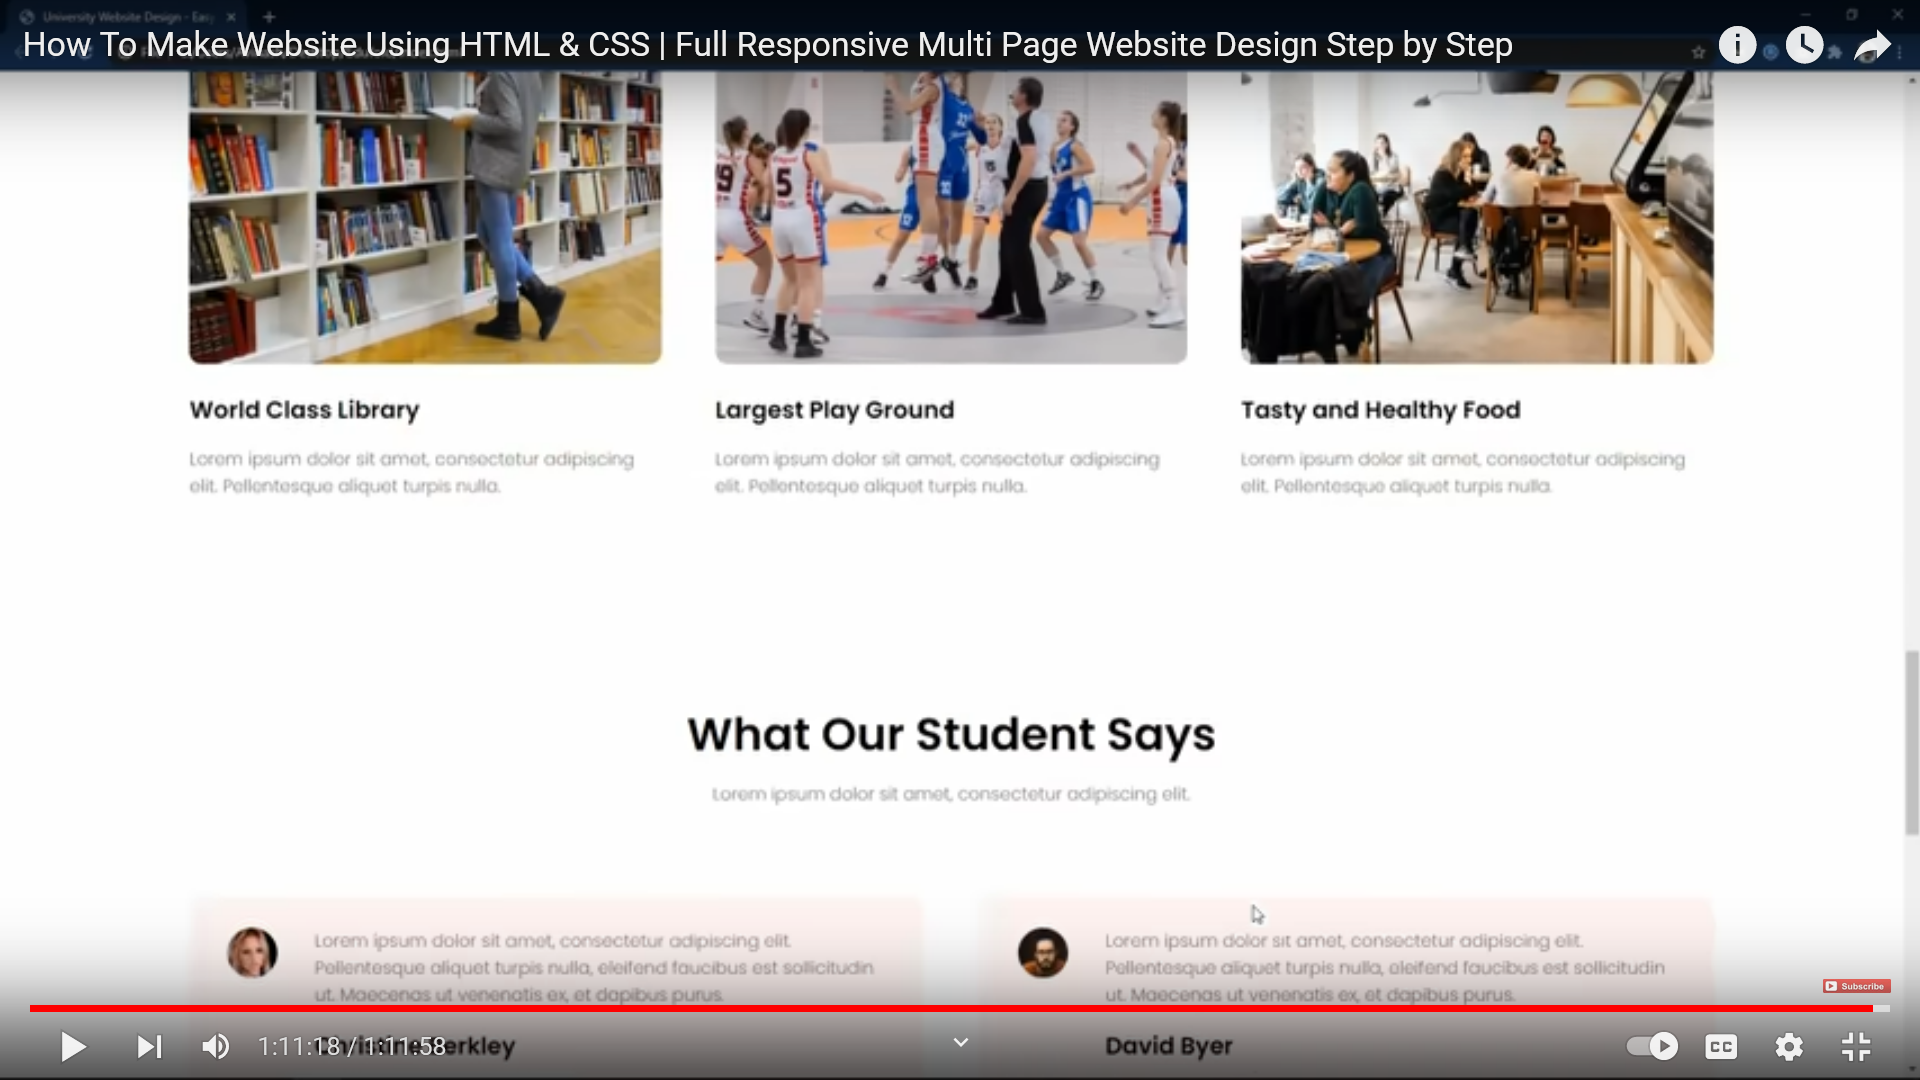 University Website Design - Eas
How To Make Website Using HTML & CSS | Full Responsive Multi Page Website Design Step by Step
World Class Library
Largest Play Ground
Tasty and Healthy Food
Lorem ipsum dolor sit amet, consectetur adipiscing
elit. Pellentesque aliquet turpis nulla.
Lorem ipsum dolor sit amet, consectetur adipiscing
elit. Pellentesque aliquet turpis nulla.
Lorem ipsum dolor sit amet, consectetur adipiscing
elit. Pellentesque aliquet turpis nulla.
What Our Student Says
Lorem ipsum dolor sit amet, consectetur adipiscing elit.
Lorem ipsum dolor sit amet, consectetur adipiscing elit.
Pellentesque aliquet turpis nulla, eleifend faucibus est sollicitudin
ut. Maecenas ut venenatis ex, et dapibus purus.
Lorem ipsum dolor sit amet, consectetur adipiscing elit.
Pellentesque aliquet turpis nulla, eleifend faucibus est sollicitudin
ut. Maecenas ut venenatis ex, et dapibus purus.
Subscribe
1:11:18 / 1:11:58
Christine Berkley
David Byer
CC